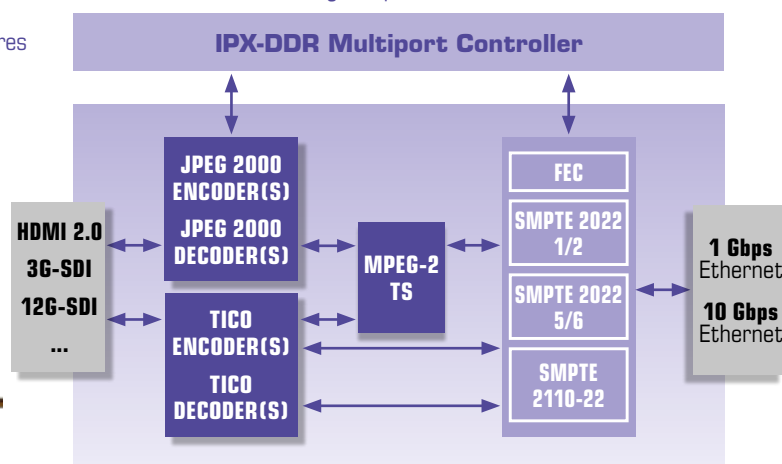 res
IPX-DDR Multiport Controller
JPEG 2000
ENCODER(S)
JPEG 2000
DECODER(S)
FEC
SMPTE 2022
1/2
HDMI 2.0
3G-SDI
12G-SDI
...
MPEG-2
TS
1 Gbps
Ethernet
10 Gbps
Ethernet
SMPTE 2022
5/6
TICO
ENCODER(S)
TICO
DECODER(S)
SMPTE
2110-22